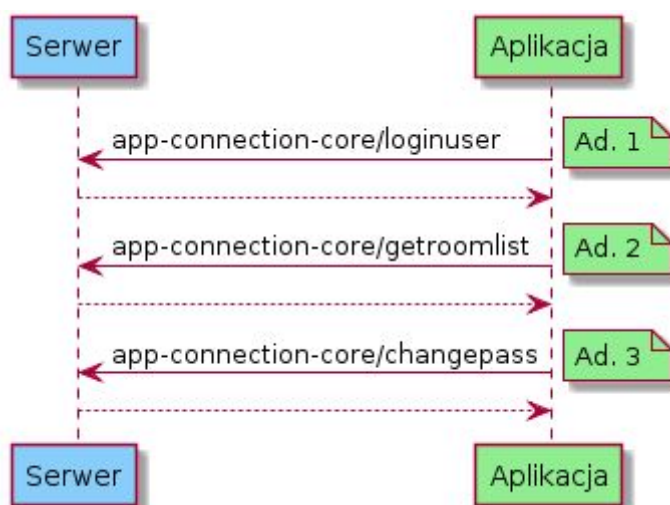 Serwer
Aplikacja
app-connection-core/loginuser
Ad. 1
app-connection-core/getroomlist
Ad. 2
app-connection-core/changepass
Ad. 3
Serwer
Aplikacja